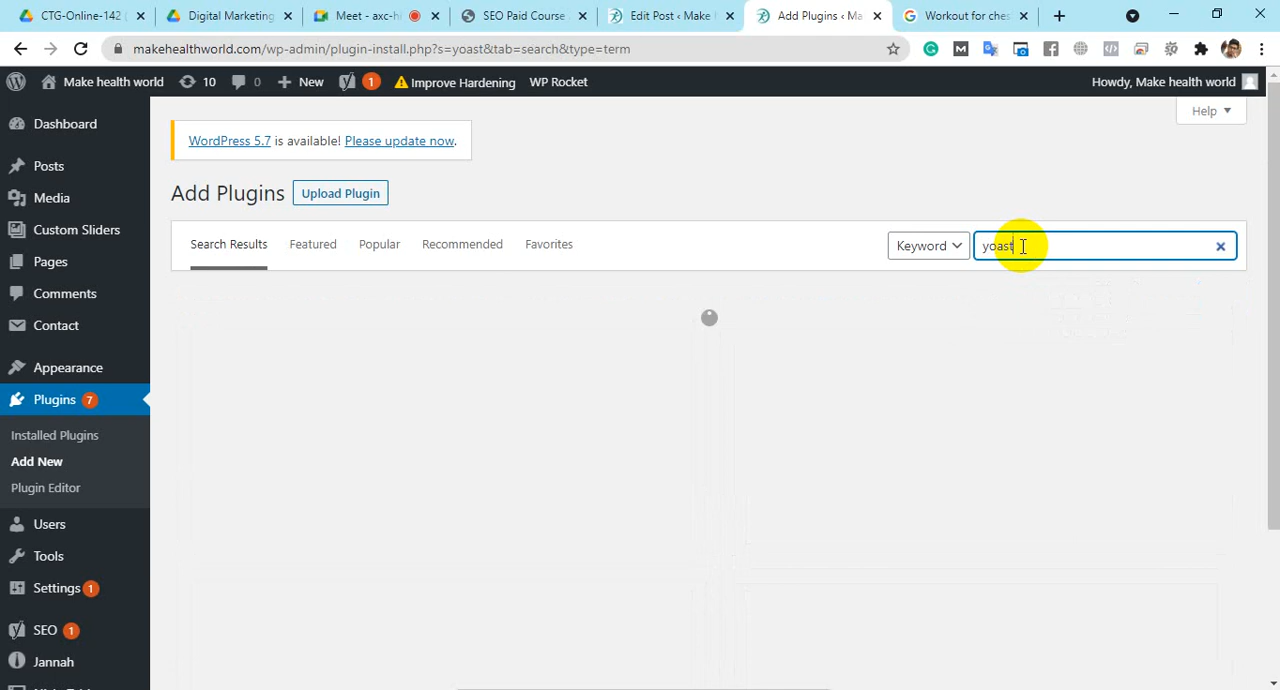 CTG-Online-142
Digital Marketing
Meet - axc-hi
SEO Paid Course
Edit Post ‹ Make
Add Plugins ‹ Ma
Workout for ches
makehealthworld.com/wp-admin/plugin-install.php?s=yoast&tab=search&type=term
Make health world
10
0
New
1
Improve Hardening
WP Rocket
Howdy, Make health world
Help
Dashboard
Posts
Media
Custom Sliders
Pages
Comments
Contact
Appearance
Plugins 7
Installed Plugins
Add New
Plugin Editor
Users
Tools
Settings 1
SEO 1
Jannah
WordPress 5.7 is available! Please update now.
Add Plugins
Upload Plugin
Search Results
Featured
Popular
Recommended
Favorites
Keyword
yoast